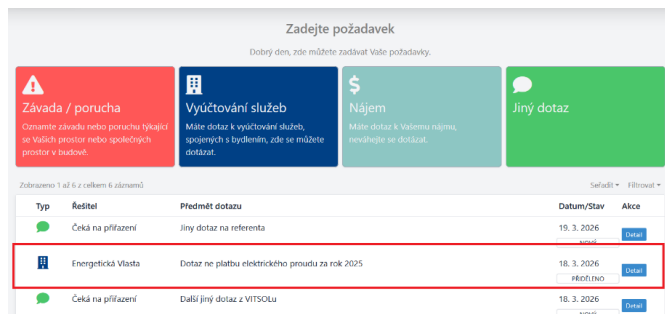 Zadejte požadavek
Dobrý den, zde můžete zadávat Vaše požadavky.
Závada / porucha
Oznamte závadu nebo poruchu týkající
se Vašich prostor nebo společných
prostor v budově.
Vyúčtování služeb
Máte dotaz k vyúčtování služeb,
spojených s bydlením, zde se můžete
dotázat.
Nájem
Máte dotaz k Vašemu nájmu,
neváhejte se dotázat.
Jiný dotaz
Zobrazeno 1 až 6 z celkem 6 záznamů
Seřadit Filtrovat
Typ Řešitel Předmět dotazu Datum/Stav Akce
Čeká na přiřazení Jiny dotaz na referenta 19. 3. 2026 Detail
NOVÝ
Energetická Vlasta Dotaz ne platbu elektrického proudu za rok 2025 18. 3. 2026 Detail
PŘIDĚLENO
Čeká na přiřazení Další jiný dotaz z VITSOLu 18. 3. 2026 Detail
NOVÝ